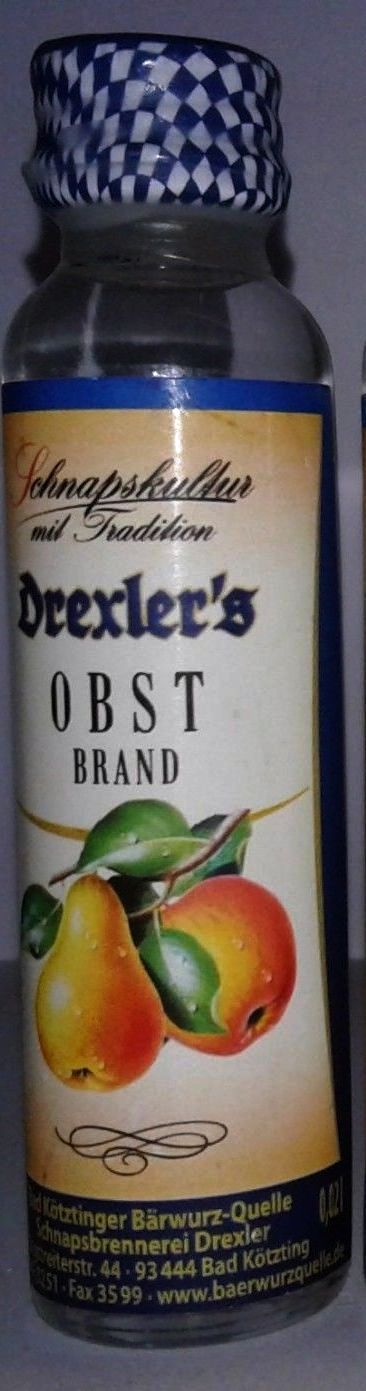 Schnapskultur
mit Tradition
Drexler's
OBST
BRAND
Kötztinger Bärwurz-Quelle
Schnapsbrennerei Drexler
44 · 93 444 Bad Kötzting
Fax 35 99 · www.baerwurzquelle.de
0,02 l